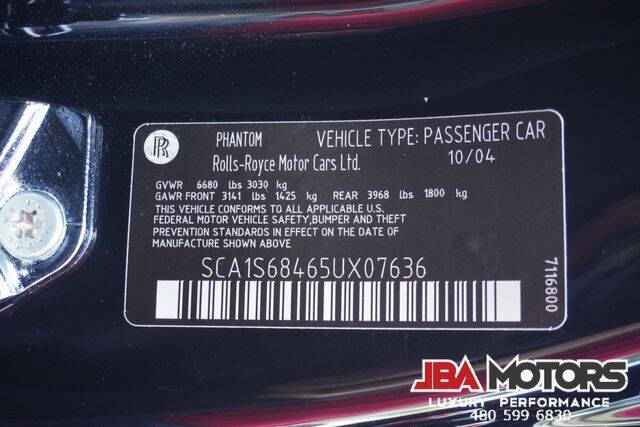 RR
PHANTOM VEHICLE TYPE: PASSENGER CAR
Rolls-Royce Motor Cars Ltd. 10/04
GVWR 6680 lbs 3030 kg
GAWR FRONT 3141 lbs 1425 kg REAR 3968 lbs 1800 kg
THIS VEHICLE CONFORMS TO ALL APPLICABLE U.S.
FEDERAL MOTOR VEHICLE SAFETY,BUMPER AND THEFT
PREVENTION STANDARDS IN EFFECT ON THE DATE OF
MANUFACTURE SHOWN ABOVE
SCA1S68465UX07636
7116800
JBA MOTORS
LUXURY PERFORMANCE
480 599 6830